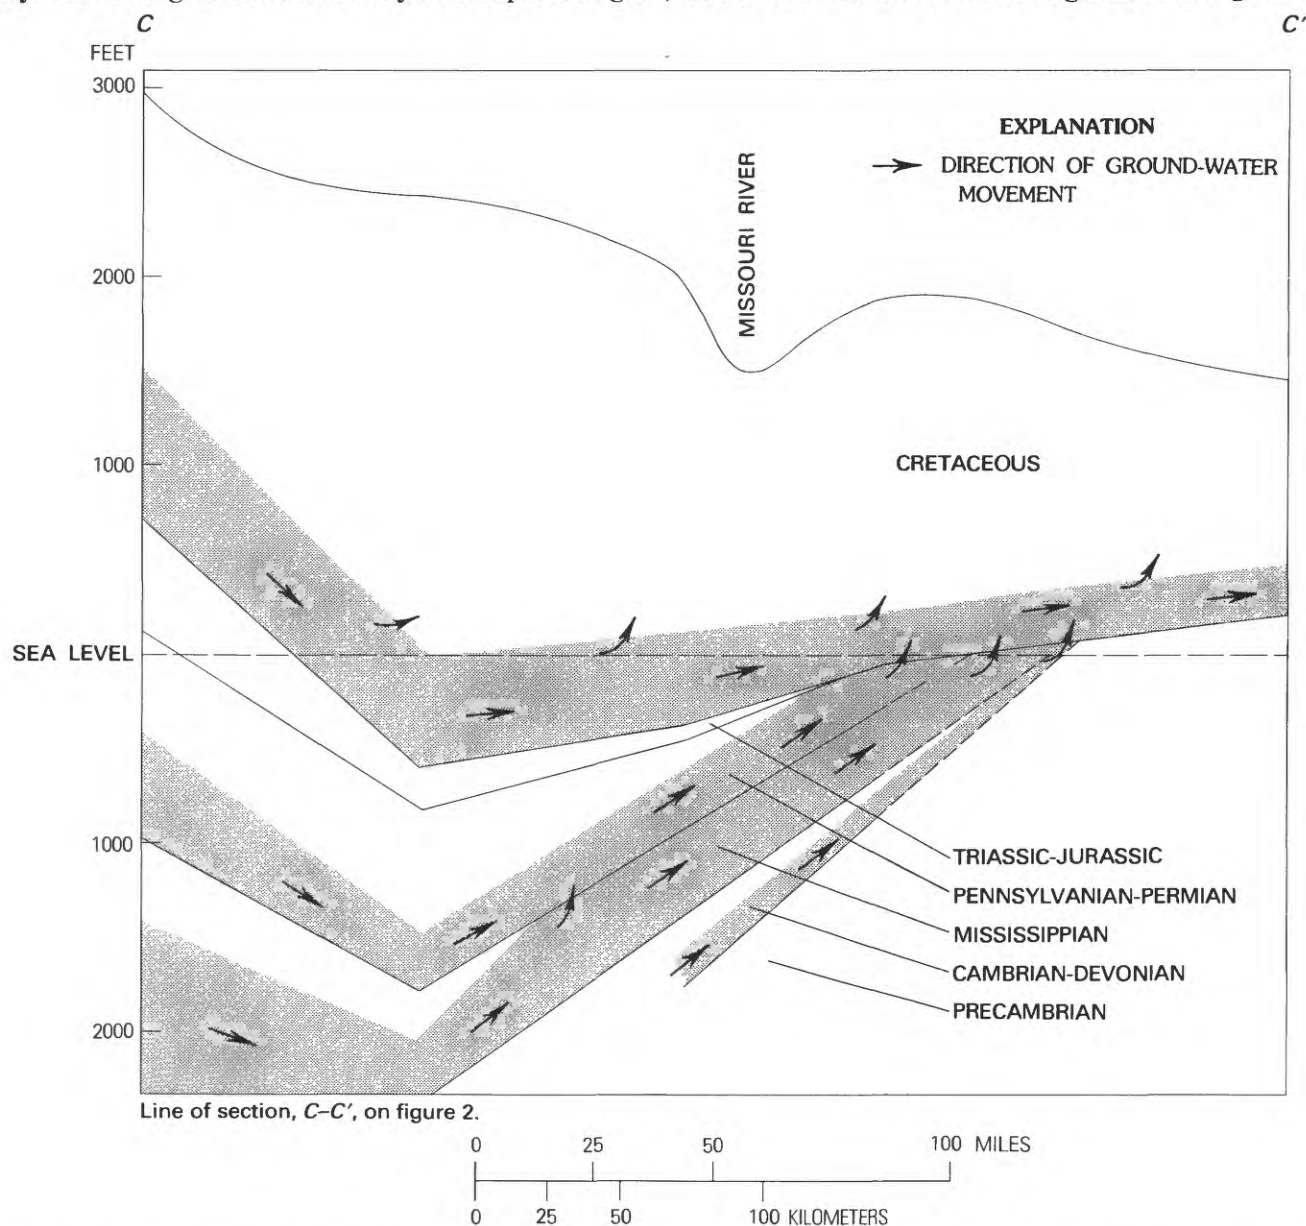 C
C'
FEET
3000
EXPLANATION
DIRECTION OF GROUND-WATER
MOVEMENT
MISSOURI RIVER
2000
1000
CRETACEOUS
SEA LEVEL
1000
TRIASSIC-JURASSIC
PENNSYLVANIAN-PERMIAN
MISSISSIPPIAN
CAMBRIAN-DEVONIAN
2000
PRECAMBRIAN
Line of section, C–C', on figure 2.
0 25 50 100 MILES
0 25 50 100 KILOMETERS